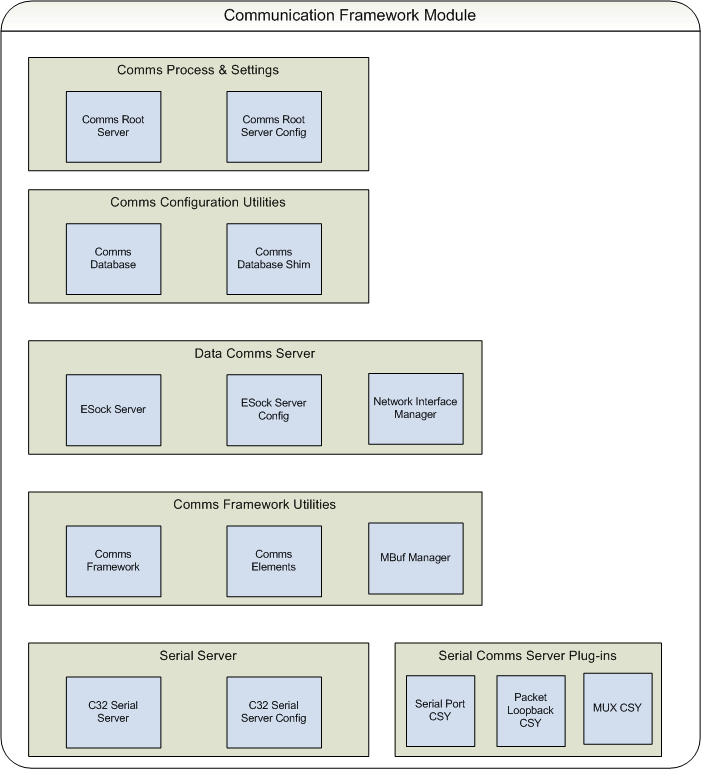 Communication Framework Module
Comms Process & Settings
Comms Root
Server
Comms Root
Server Config
Comms Configuration Utilities
Comms
Database
Comms
Database Shim
Data Comms Server
ESock Server
ESock Server
Config
Network Interface
Manager
Comms Framework Utilities
Comms
Framework
Comms
Elements
MBuf Manager
Serial Server
C32 Serial
Server
C32 Serial
Server Config
Serial Comms Server Plug-ins
Serial Port
CSY
Packet
Loopback
CSY
MUX CSY